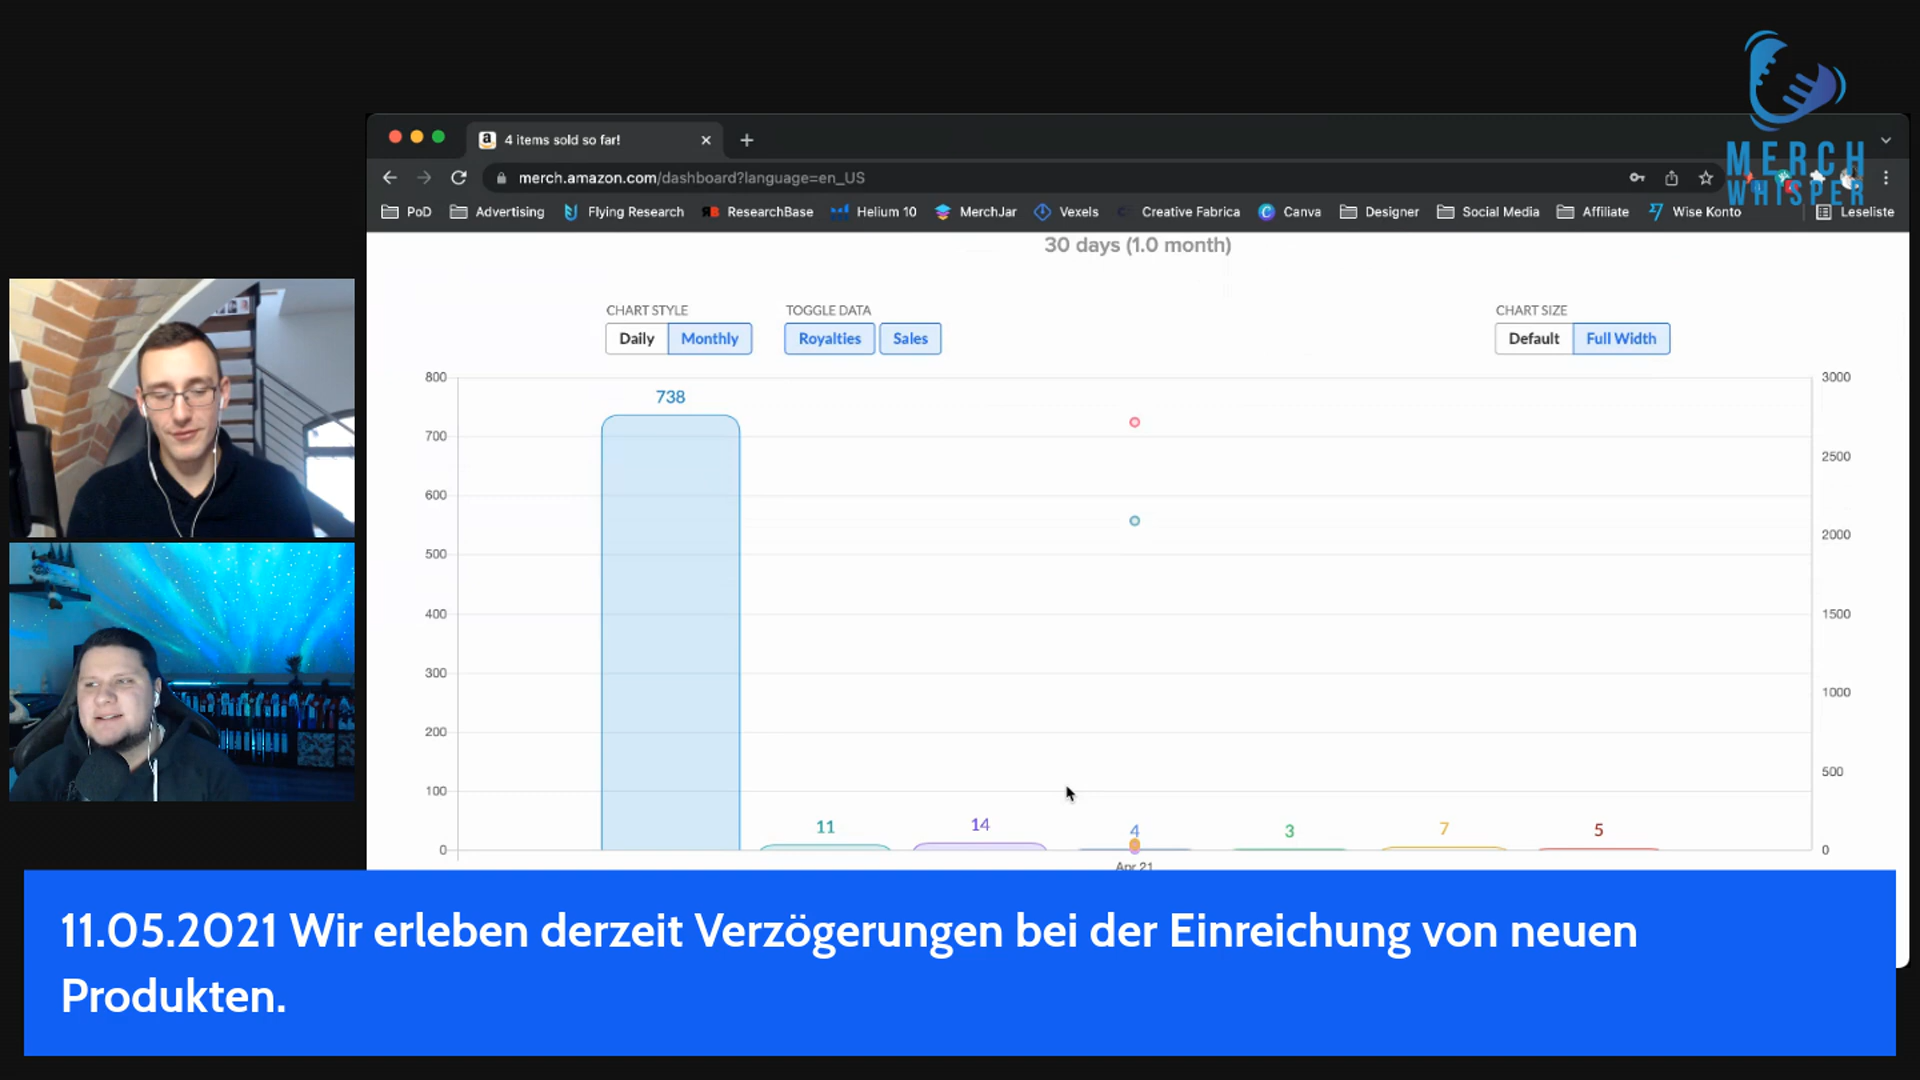 MERCH
WHISPER
4 items sold so far!
merch.amazon.com/dashboard?language=en_US
PoD Advertising Flying Research ResearchBase Helium 10 MerchJar Vexels Creative Fabrica Canva Designer Social Media Affiliate Wise Konto Leseliste
30 days (1.0 month)
CHART STYLE TOGGLE DATA CHART SIZE
Daily Monthly Royalties Sales Default Full Width
800 3000
738
700
2500
600
2000
500
400 1500
300
1000
200
500
100
11 14 4 3 7 5
0 0
Apr 21
11.05.2021 Wir erleben derzeit Verzögerungen bei der Einreichung von neuen
Produkten.